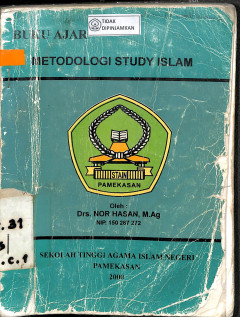 BUKU AJAR
TIDAK
DIPINJAMKAN
METODOLOGI STUDY ISLAM
STAIN
PAMEKASAN
Oleh :
Drs. NOR HASAN, M.Ag
NIP. 150 267 272
SEKOLAH TINGGI AGAMA ISLAM NEGERI
PAMEKASAN
C.1